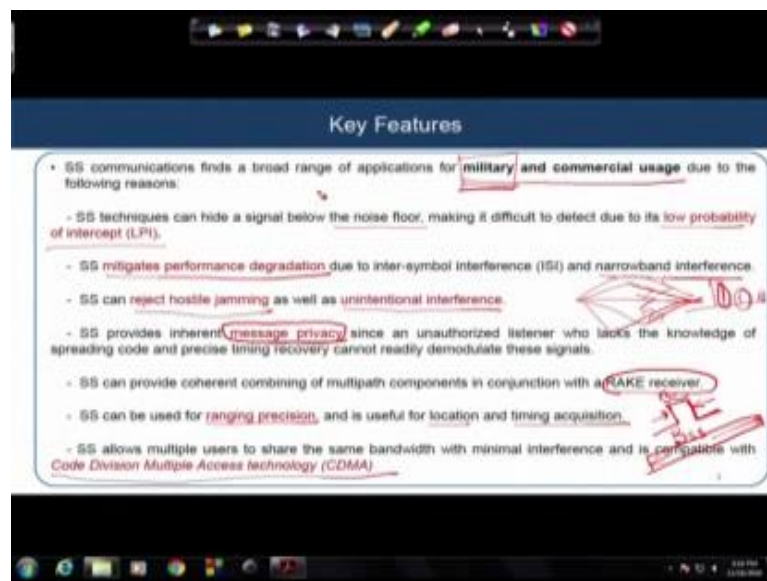 Key Features
• SS communications finds a broad range of applications for military and commercial usage due to the
following reasons:
- SS techniques can hide a signal below the noise floor, making it difficult to detect due to its low probability
of intercept (LPI).
- SS mitigates performance degradation due to inter-symbol interference (ISI) and narrowband interference.
- SS can reject hostile jamming as well as unintentional interference.
- SS provides inherent message privacy since an unauthorized listener who lacks the knowledge of
spreading code and precise timing recovery cannot readily demodulate these signals.
- SS can provide coherent combining of multipath components in conjunction with a RAKE receiver.
- SS can be used for ranging precision, and is useful for location and timing acquisition.
- SS allows multiple users to share the same bandwidth with minimal interference and is compatible with
Code Division Multiple Access technology (CDMA)